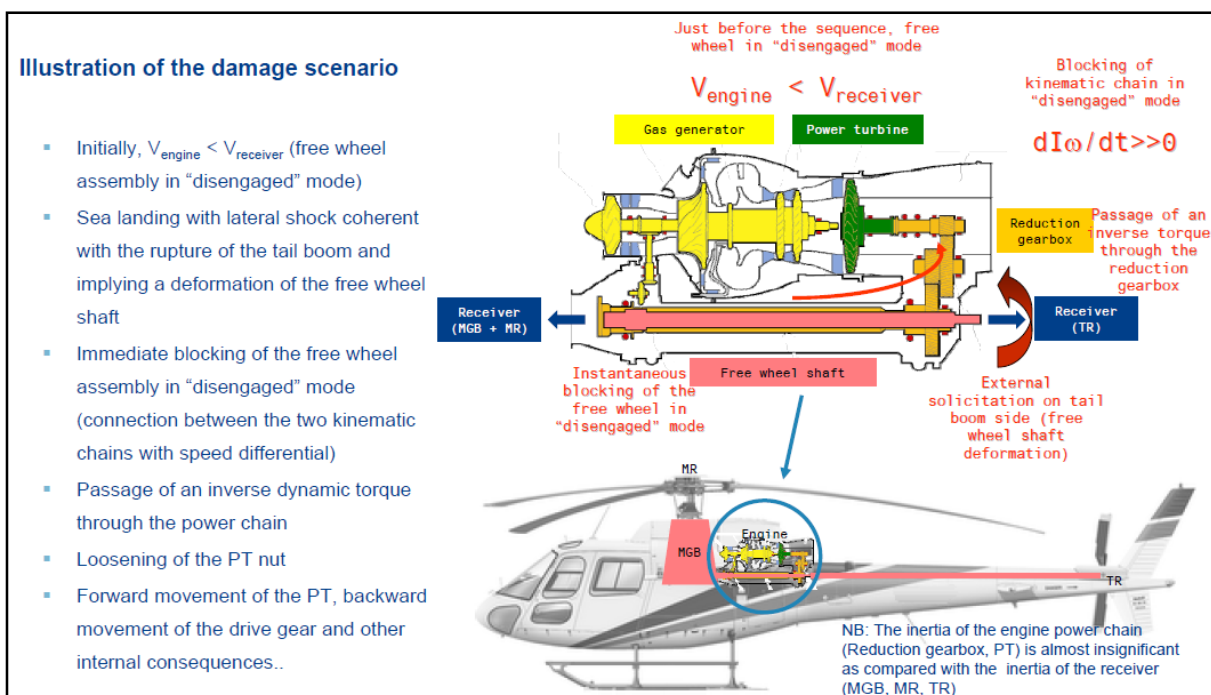 Illustration of the damage scenario
▪ Initially, V_engine < V_receiver (free wheel
assembly in “disengaged” mode)
▪ Sea landing with lateral shock coherent
with the rupture of the tail boom and
implying a deformation of the free wheel
shaft
▪ Immediate blocking of the free wheel
assembly in “disengaged” mode
(connection between the two kinematic
chains with speed differential)
▪ Passage of an inverse dynamic torque
through the power chain
▪ Loosening of the PT nut
▪ Forward movement of the PT, backward
movement of the drive gear and other
internal consequences..
Just before the sequence, free
wheel in “disengaged” mode
V_engine < V_receiver
Blocking of
kinematic chain in
“disengaged” mode
dIω/dt>>0
Gas generator
Power turbine
Reduction
gearbox
Passage of an
inverse torque
through the
reduction
gearbox
Receiver
(MGB + MR)
Receiver
(TR)
Instantaneous
blocking of the
free wheel in
“disengaged” mode
Free wheel shaft
External
solicitation on tail
boom side (free
wheel shaft
deformation)
MR
Engine
MGB
TR
NB: The inertia of the engine power chain
(Reduction gearbox, PT) is almost insignificant
as compared with the inertia of the receiver
(MGB, MR, TR)